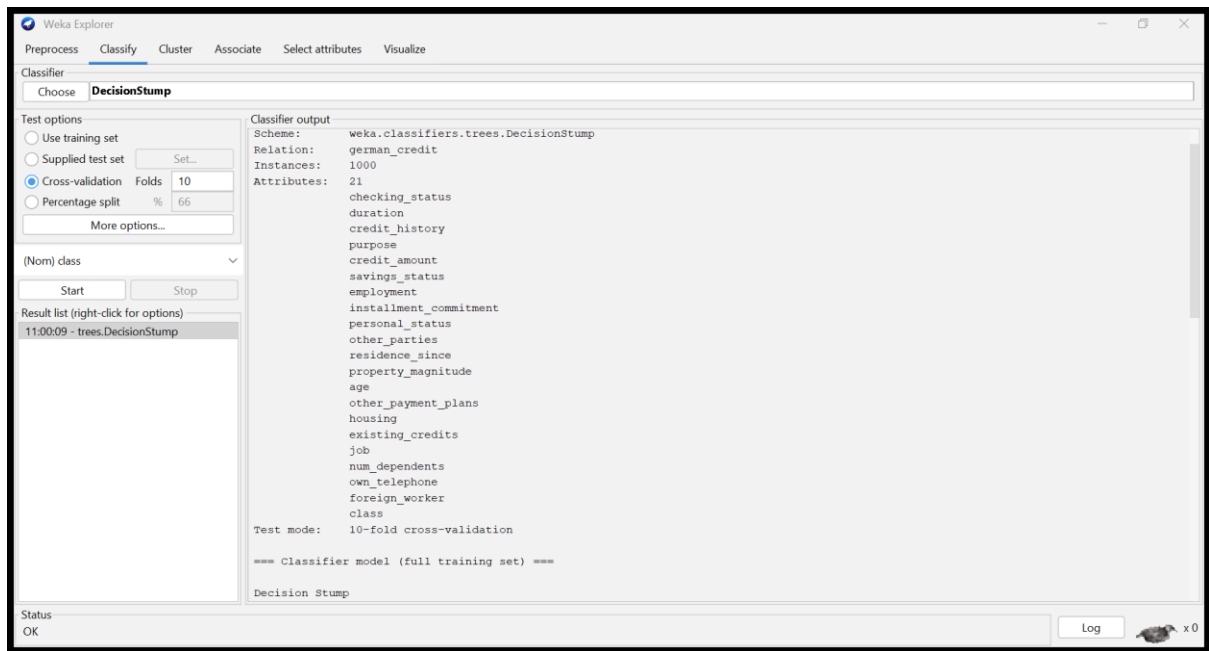 Weka Explorer
Preprocess Classify Cluster Associate Select attributes Visualize
Classifier
Choose DecisionStump
Test options
Use training set
Supplied test set Set...
Cross-validation Folds 10
Percentage split % 66
More options...
(Nom) class
Start Stop
Result list (right-click for options)
11:00:09 - trees.DecisionStump
Classifier output
Scheme: weka.classifiers.trees.DecisionStump
Relation: german_credit
Instances: 1000
Attributes: 21
checking_status
duration
credit_history
purpose
credit_amount
savings_status
employment
installment_commitment
personal_status
other_parties
residence_since
property_magnitude
age
other_payment_plans
housing
existing_credits
job
num_dependents
own_telephone
foreign_worker
class
Test mode: 10-fold cross-validation
=== Classifier model (full training set) ===
Decision Stump
Status
OK
Log x 0